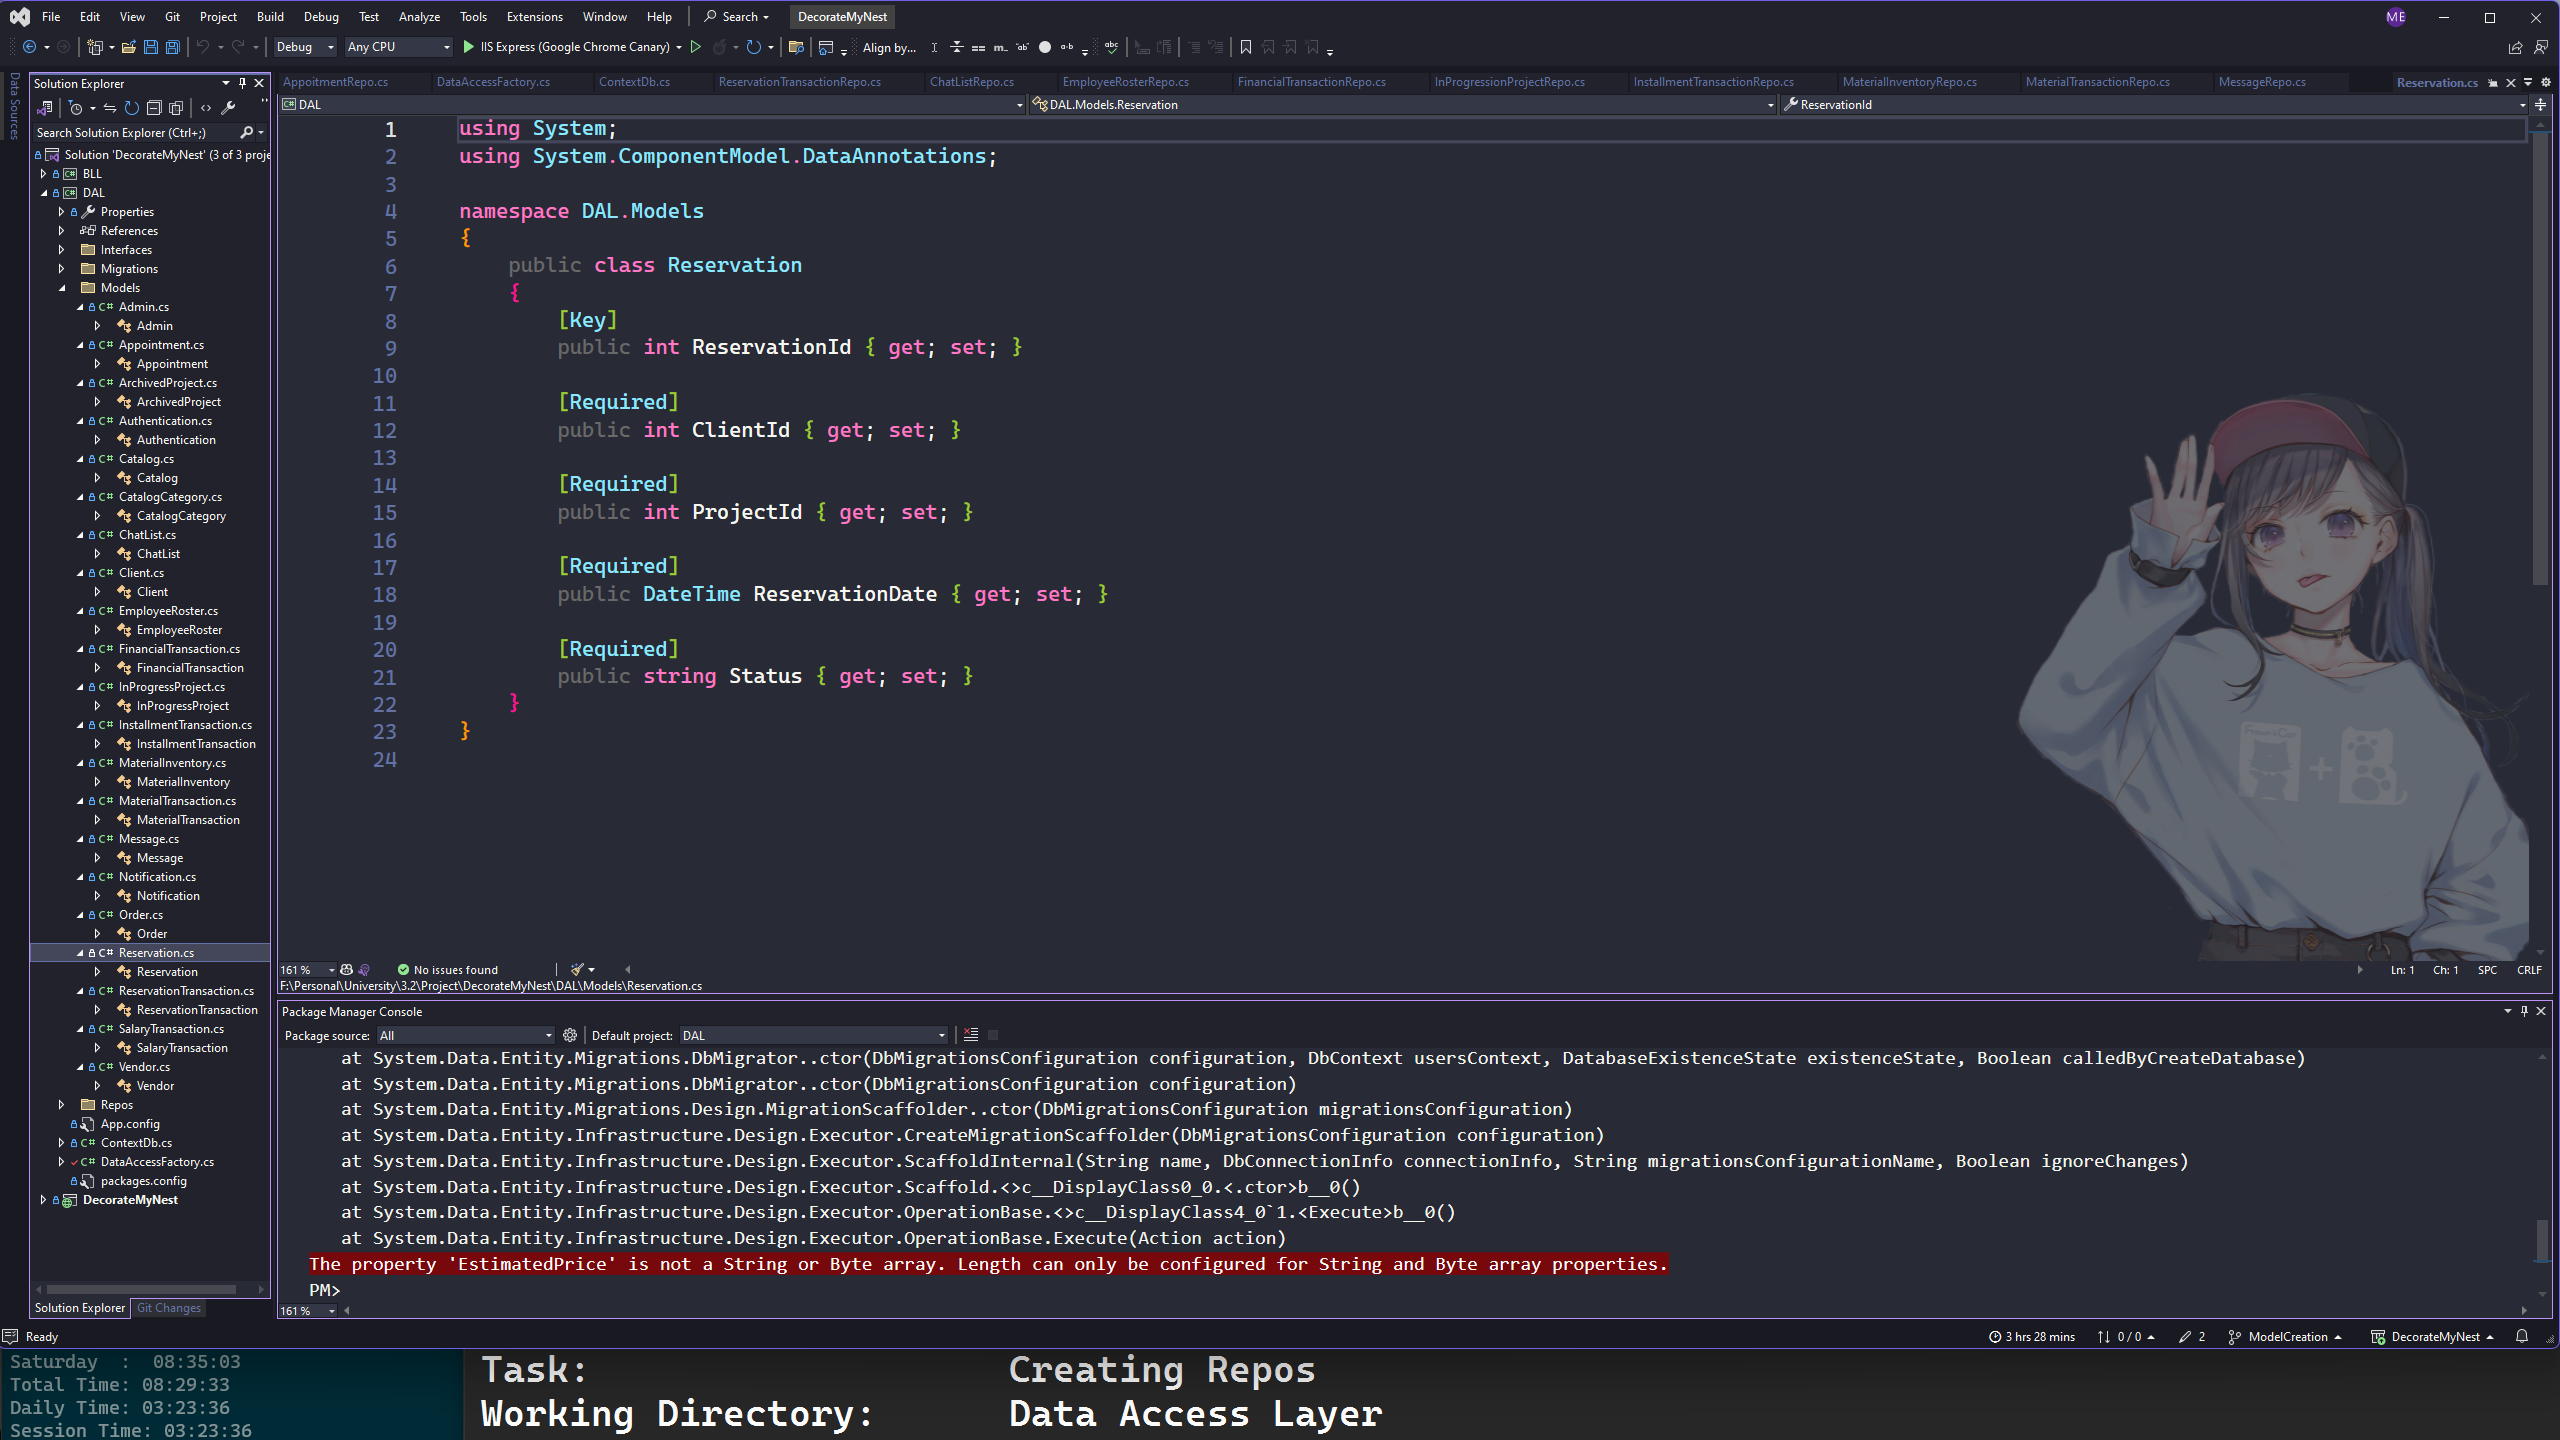 File Edit View Git Project Build Debug Test Analyze Tools Extensions Window Help Search DecorateMyNest ME
Debug Any CPU IIS Express (Google Chrome Canary) Align by...
Data Sources
Solution Explorer
Search Solution Explorer (Ctrl+;)
Solution 'DecorateMyNest' (3 of 3 proje
BLL
DAL
Properties
References
Interfaces
Migrations
Models
C# Admin.cs
Admin
C# Appointment.cs
Appointment
C# ArchivedProject.cs
ArchivedProject
C# Authentication.cs
Authentication
C# Catalog.cs
Catalog
C# CatalogCategory.cs
CatalogCategory
C# ChatList.cs
ChatList
C# Client.cs
Client
C# EmployeeRoster.cs
EmployeeRoster
C# FinancialTransaction.cs
FinancialTransaction
C# InProgressProject.cs
InProgressProject
C# InstallmentTransaction.cs
InstallmentTransaction
C# MaterialInventory.cs
MaterialInventory
C# MaterialTransaction.cs
MaterialTransaction
C# Message.cs
Message
C# Notification.cs
Notification
C# Order.cs
Order
C# Reservation.cs
Reservation
C# ReservationTransaction.cs
ReservationTransaction
C# SalaryTransaction.cs
SalaryTransaction
C# Vendor.cs
Vendor
Repos
App.config
C# ContextDb.cs
C# DataAccessFactory.cs
packages.config
DecorateMyNest
Solution Explorer Git Changes
AppoitmentRepo.cs DataAccessFactory.cs ContextDb.cs ReservationTransactionRepo.cs ChatListRepo.cs EmployeeRosterRepo.cs FinancialTransactionRepo.cs InProgressionProjectRepo.cs InstallmentTransactionRepo.cs MaterialInventoryRepo.cs MaterialTransactionRepo.cs MessageRepo.cs Reservation.cs
C# DAL DAL.Models.Reservation ReservationId
1 using System;
2 using System.ComponentModel.DataAnnotations;
3
4 namespace DAL.Models
5 {
6 public class Reservation
7 {
8 [Key]
9 public int ReservationId { get; set; }
10
11 [Required]
12 public int ClientId { get; set; }
13
14 [Required]
15 public int ProjectId { get; set; }
16
17 [Required]
18 public DateTime ReservationDate { get; set; }
19
20 [Required]
21 public string Status { get; set; }
22 }
23 }
24
161 % No issues found Ln: 1 Ch: 1 SPC CRLF
F:\Personal\University\3.2\Project\DecorateMyNest\DAL\Models\Reservation.cs
Package Manager Console
Package source: All Default project: DAL
at System.Data.Entity.Migrations.DbMigrator..ctor(DbMigrationsConfiguration configuration, DbContext usersContext, DatabaseExistenceState existenceState, Boolean calledByCreateDatabase)
at System.Data.Entity.Migrations.DbMigrator..ctor(DbMigrationsConfiguration configuration)
at System.Data.Entity.Migrations.Design.MigrationScaffolder..ctor(DbMigrationsConfiguration migrationsConfiguration)
at System.Data.Entity.Infrastructure.Design.Executor.CreateMigrationScaffolder(DbMigrationsConfiguration configuration)
at System.Data.Entity.Infrastructure.Design.Executor.ScaffoldInternal(String name, DbConnectionInfo connectionInfo, String migrationsConfigurationName, Boolean ignoreChanges)
at System.Data.Entity.Infrastructure.Design.Executor.Scaffold.<>c__DisplayClass0_0.<.ctor>b__0()
at System.Data.Entity.Infrastructure.Design.Executor.OperationBase.<>c__DisplayClass4_0`1.<Execute>b__0()
at System.Data.Entity.Infrastructure.Design.Executor.OperationBase.Execute(Action action)
The property 'EstimatedPrice' is not a String or Byte array. Length can only be configured for String and Byte array properties.
PM>
161 %
Ready 3 hrs 28 mins 0 / 0 2 ModelCreation DecorateMyNest
Saturday : 08:35:03
Total Time: 08:29:33
Daily Time: 03:23:36
Session Time: 03:23:36
Task: Creating Repos
Working Directory: Data Access Layer